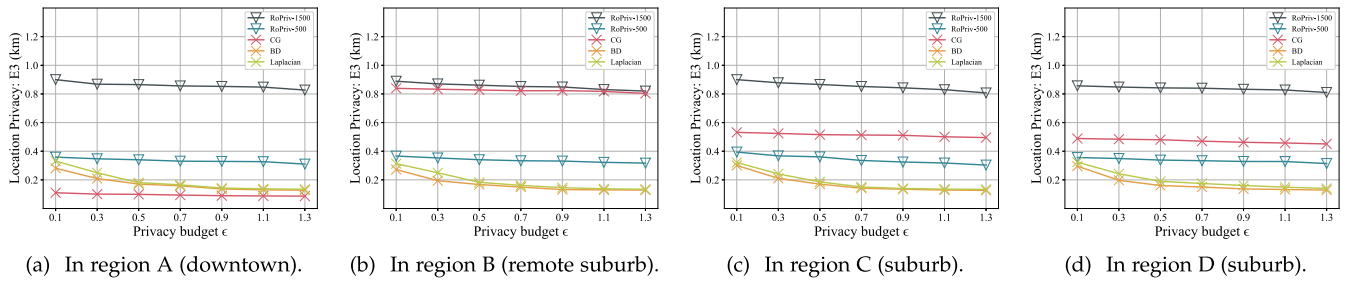 Location Privacy: E3 (km)
1.2
1.0
0.8
0.6
0.4
0.2
RoPriv-1500
RoPriv-500
CG
BD
Laplacian
0.1 0.3 0.5 0.7 0.9 1.1 1.3
Privacy budget ϵ
(a) In region A (downtown).
Location Privacy: E3 (km)
1.2
1.0
0.8
0.6
0.4
0.2
RoPriv-1500
RoPriv-500
CG
BD
Laplacian
0.1 0.3 0.5 0.7 0.9 1.1 1.3
Privacy budget ϵ
(b) In region B (remote suburb).
Location Privacy: E3 (km)
1.2
1.0
0.8
0.6
0.4
0.2
RoPriv-1500
RoPriv-500
CG
BD
Laplacian
0.1 0.3 0.5 0.7 0.9 1.1 1.3
Privacy budget ϵ
(c) In region C (suburb).
Location Privacy: E3 (km)
1.2
1.0
0.8
0.6
0.4
0.2
RoPriv-1500
RoPriv-500
CG
BD
Laplacian
0.1 0.3 0.5 0.7 0.9 1.1 1.3
Privacy budget ϵ
(d) In region D (suburb).